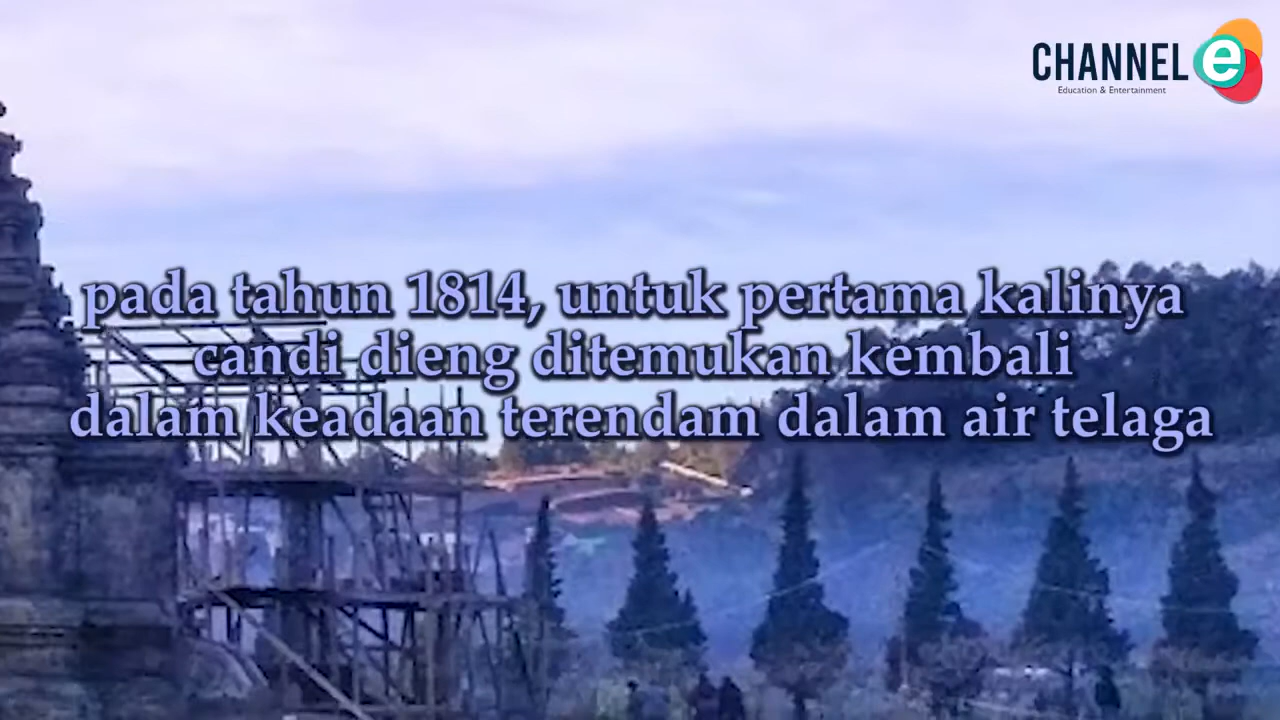 CHANNEL e
Education & Entertainment
pada tahun 1814, untuk pertama kalinya
candi dieng ditemukan kembali
dalam keadaan terendam dalam air telaga